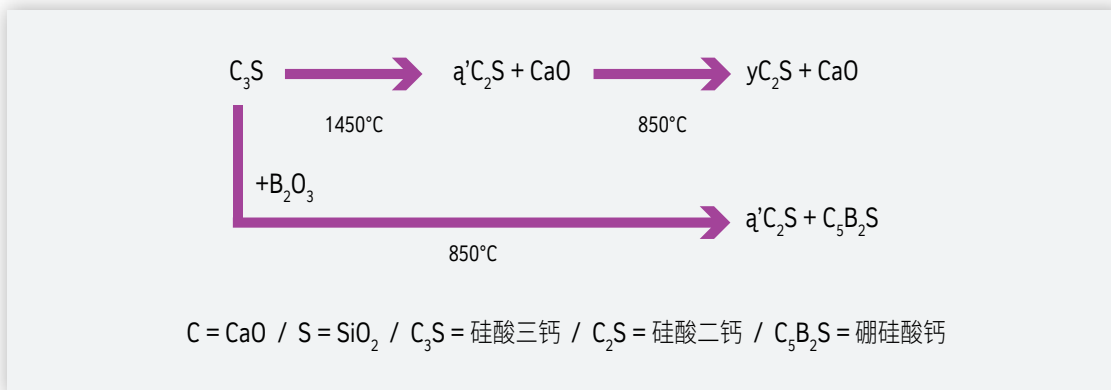 C₃S ą’C₂S + CaO yC₂S + CaO
1450°C 850°C
+B₂O₃
ą’C₂S + C₅B₂S
850°C
C = CaO / S = SiO₂ / C₃S = 硅酸三钙 / C₂S = 硅酸二钙 / C₅B₂S = 硼硅酸钙